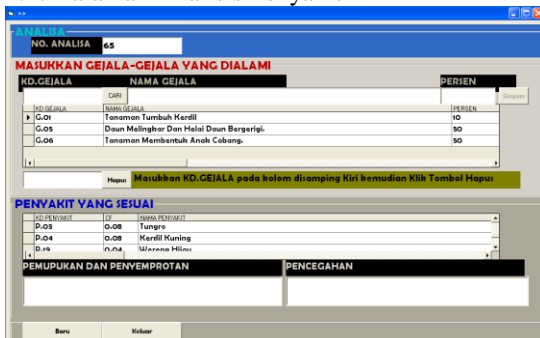 ANALISA
NO. ANALISA 65
MASUKKAN GEJALA-GEJALA YANG DIALAMI
KD.GEJALA NAMA GEJALA PERSEN
CARI Simpan
KD.GEJALA NAMA GEJALA PERSEN
G.01 Tanaman Tumbuh Kerdil 10
G.05 Daun Melingkar Dan Helai Daun Bergerigi. 50
G.06 Tanaman Membentuk Anak Cabang. 50
Hapus Masukkan KD.GEJALA pada kolom disamping Kiri kemudian Klik Tombol Hapus
PENYAKIT YANG SESUAI
KD.PENYAKIT CF NAMA PENYAKIT
P.03 0.08 Tungro
P.04 0.08 Kerdil Kuning
P.19 0.04 Wereng Hijau
PEMUPUKAN DAN PENYEMPROTAN PENCEGAHAN
Baru Keluar